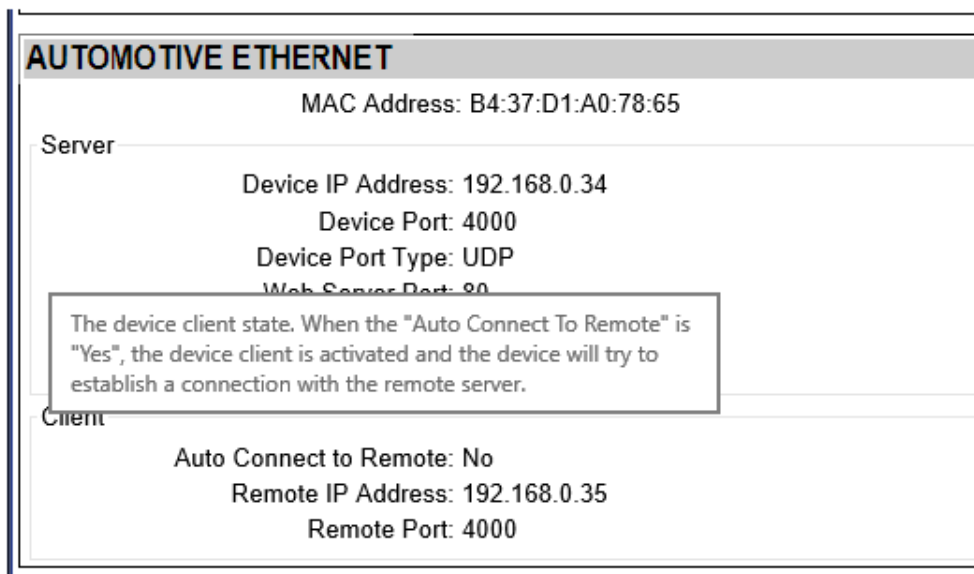 AUTOMOTIVE ETHERNET
MAC Address: B4:37:D1:A0:78:65
Server
Device IP Address: 192.168.0.34
Device Port: 4000
Device Port Type: UDP
Web Server Port: 80
The device client state. When the "Auto Connect To Remote" is
"Yes", the device client is activated and the device will try to
establish a connection with the remote server.
Client
Auto Connect to Remote: No
Remote IP Address: 192.168.0.35
Remote Port: 4000